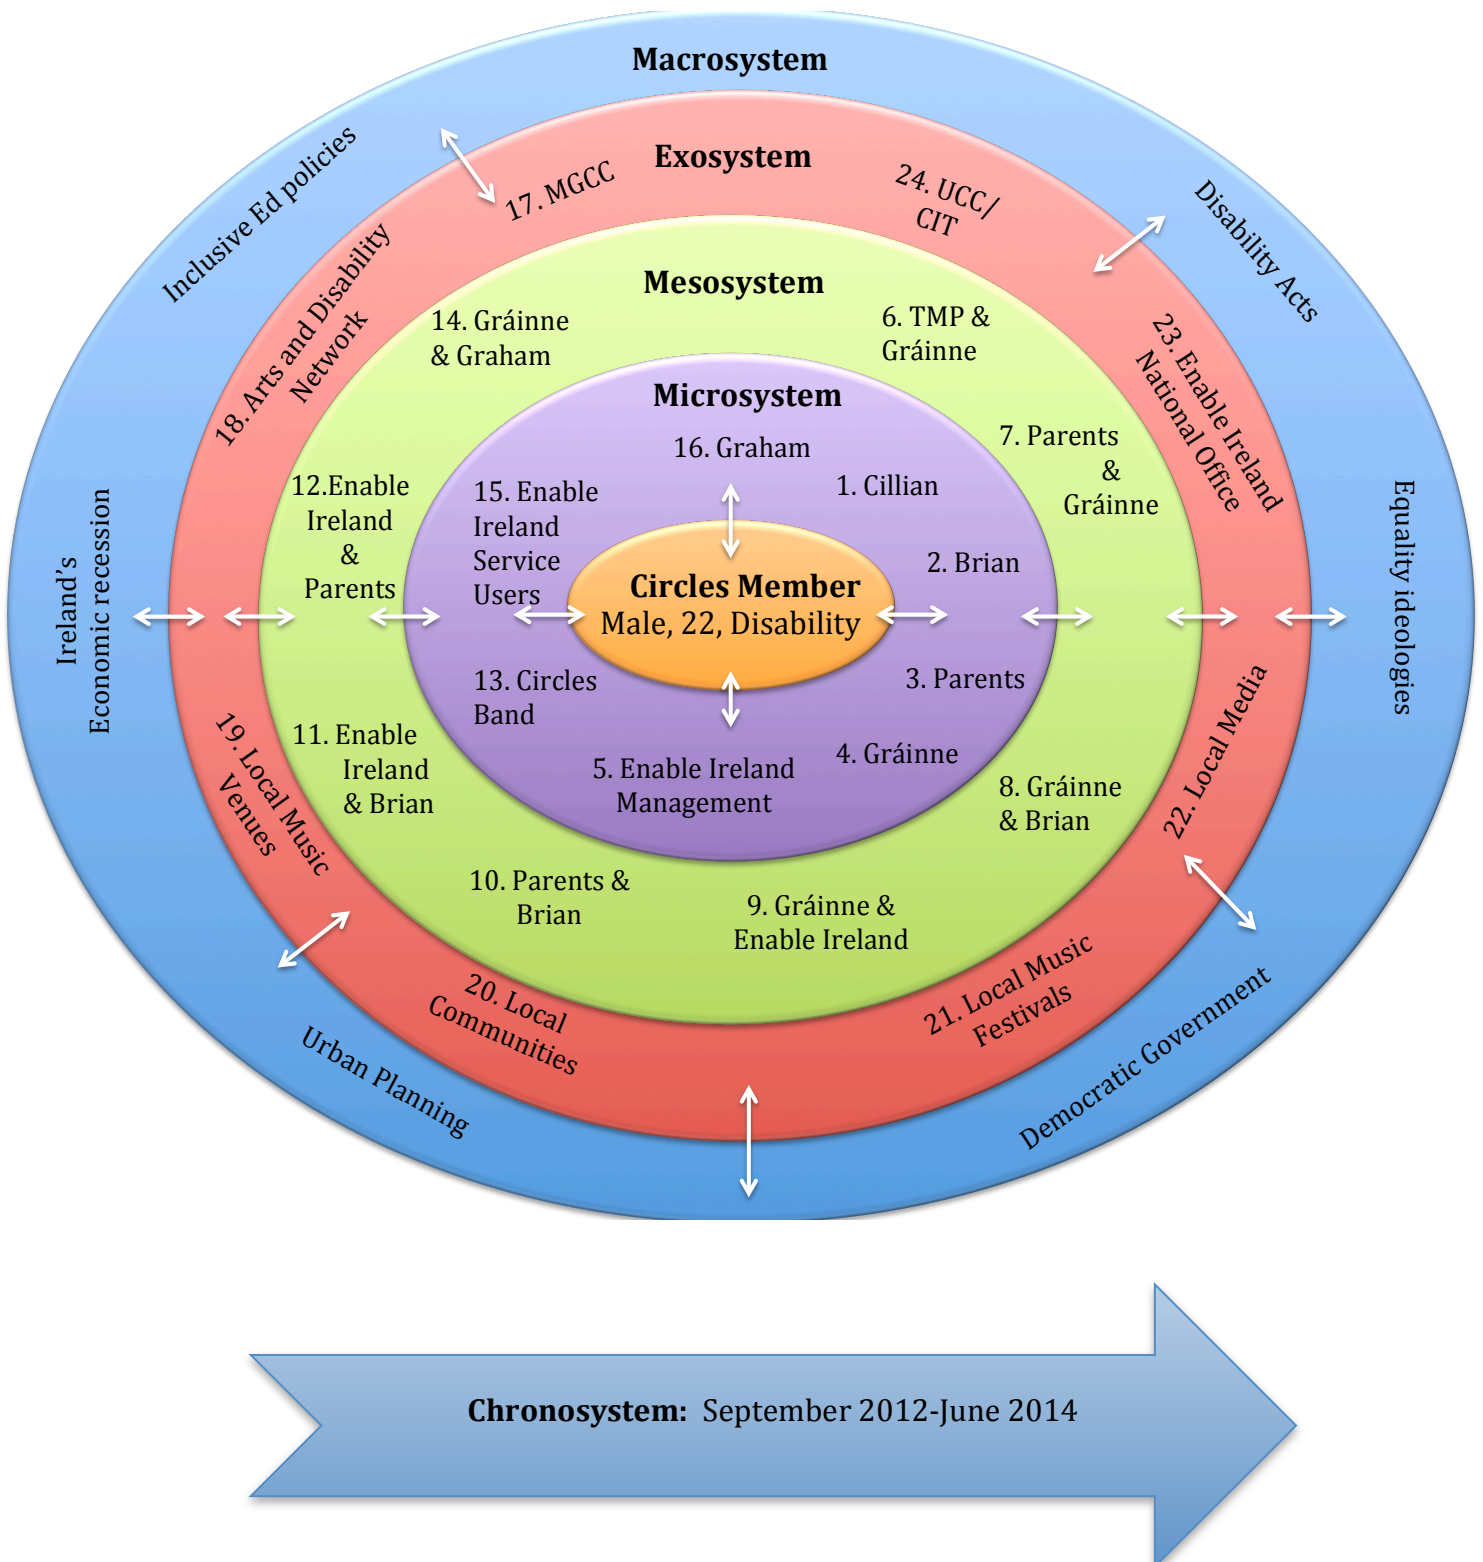 Macrosystem
Inclusive Ed policies
Disability Acts
Ireland's
Economic recession
Equality ideologies
Urban Planning
Democratic Government
Exosystem
17. MGCC
24. UCC/
CIT
18. Arts and Disability
Network
23. Enable Ireland
National Office
19. Local Music
Venues
22. Local Media
20. Local
Communities
21. Local Music
Festivals
Mesosystem
14. Gráinne
& Graham
6. TMP &
Gráinne
12.Enable
Ireland
&
Parents
7. Parents
&
Gráinne
11. Enable
Ireland
& Brian
8. Gráinne
& Brian
10. Parents &
Brian
9. Gráinne &
Enable Ireland
Microsystem
16. Graham
15. Enable
Ireland
Service
Users
1. Cillian
2. Brian
13. Circles
Band
3. Parents
4. Gráinne
5. Enable Ireland
Management
Circles Member
Male, 22, Disability
Chronosystem: September 2012-June 2014